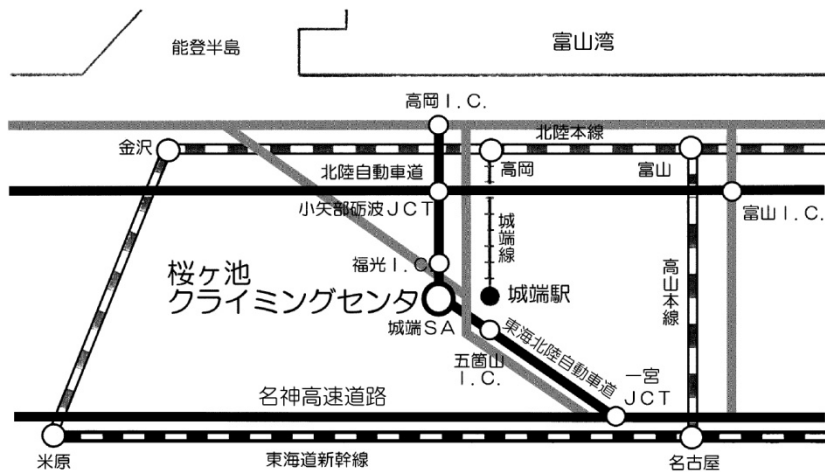 能登半島
富山湾
高岡Ｉ.Ｃ.
北陸本線
金沢
高岡
富山
北陸自動車道
小矢部砺波ＪＣＴ
富山Ｉ.Ｃ.
城端線
福光Ｉ.Ｃ.
高山本線
桜ヶ池
クライミングセンタ
城端駅
城端ＳＡ
東海北陸自動車道
五箇山
Ｉ.Ｃ.
一宮
ＪＣＴ
名神高速道路
米原
東海道新幹線
名古屋